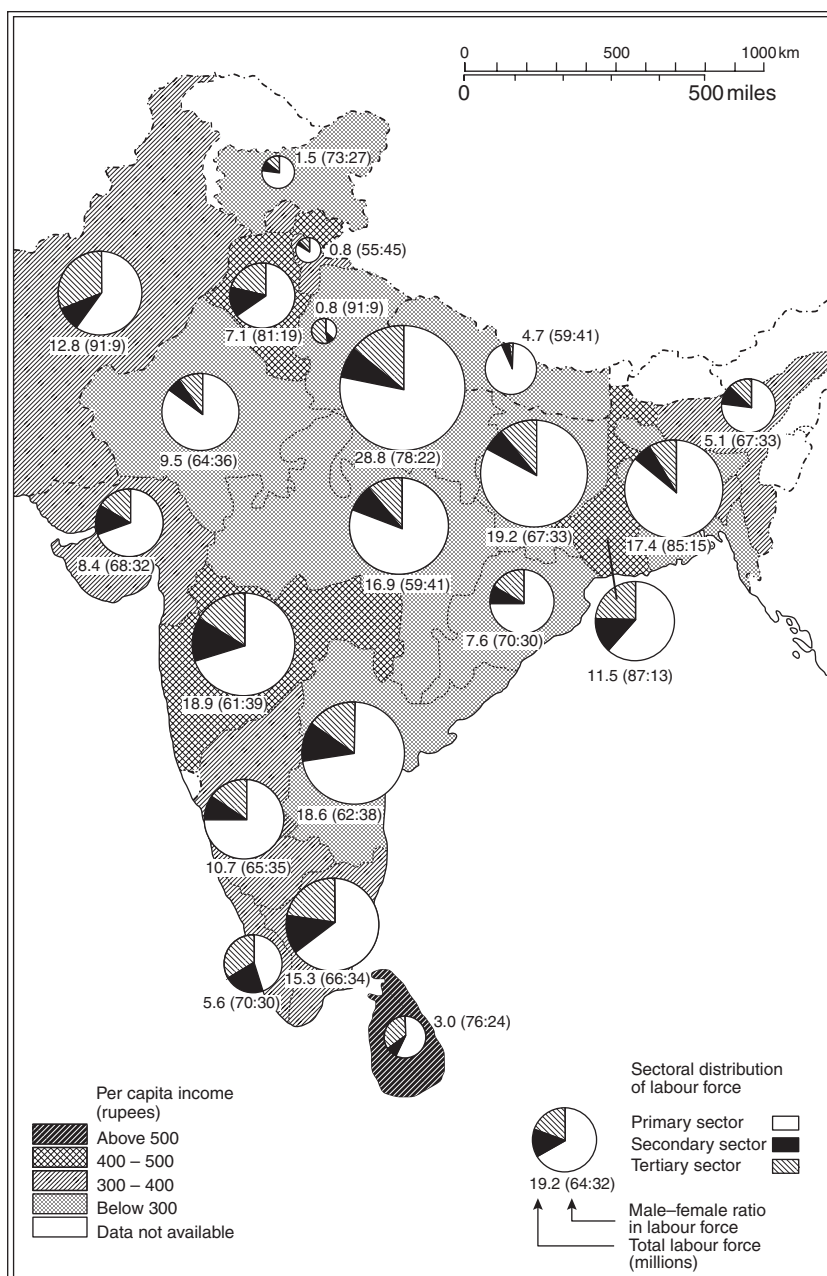 0 500 1000 km
0 500 miles
1.5 (73:27)
0.8 (55:45)
0.8 (91:9)
7.1 (81:19)
12.8 (91:9)
4.7 (59:41)
5.1 (67:33)
9.5 (64:36)
28.8 (78:22)
19.2 (67:33)
17.4 (85:15)
8.4 (68:32)
16.9 (59:41)
7.6 (70:30)
11.5 (87:13)
18.9 (61:39)
18.6 (62:38)
10.7 (65:35)
15.3 (66:34)
5.6 (70:30)
3.0 (76:24)
Per capita income
(rupees)
Above 500
400 – 500
300 – 400
Below 300
Data not available
Sectoral distribution
of labour force
Primary sector
Secondary sector
Tertiary sector
19.2 (64:32)
Male–female ratio
in labour force
Total labour force
(millions)